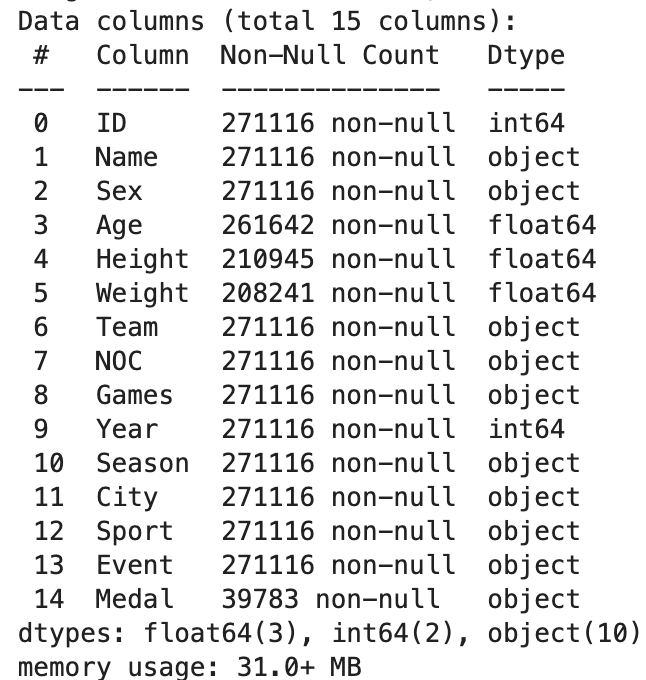 Data columns (total 15 columns):
 #   Column  Non-Null Count   Dtype
---  ------  --------------   -----
 0   ID      271116 non-null  int64
 1   Name    271116 non-null  object
 2   Sex     271116 non-null  object
 3   Age     261642 non-null  float64
 4   Height  210945 non-null  float64
 5   Weight  208241 non-null  float64
 6   Team    271116 non-null  object
 7   NOC     271116 non-null  object
 8   Games   271116 non-null  object
 9   Year    271116 non-null  int64
 10  Season  271116 non-null  object
 11  City    271116 non-null  object
 12  Sport   271116 non-null  object
 13  Event   271116 non-null  object
 14  Medal   39783 non-null   object
dtypes: float64(3), int64(2), object(10)
memory usage: 31.0+ MB